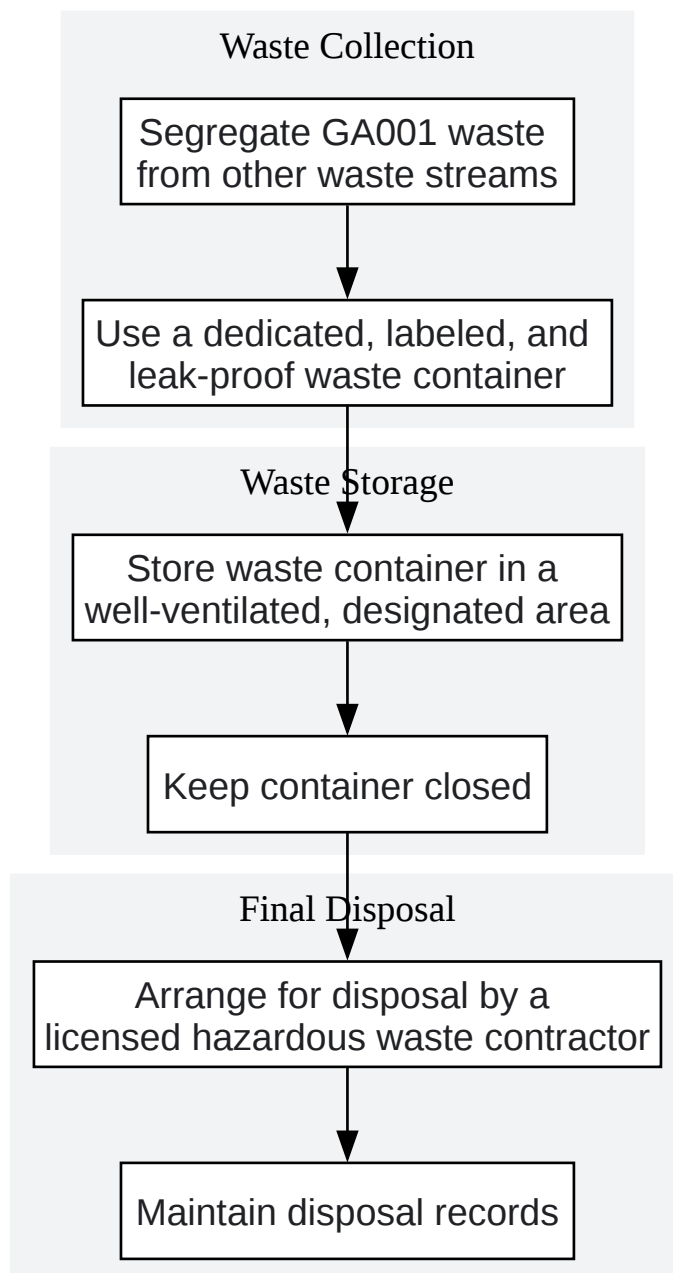 Waste Collection
Segregate GA001 waste
from other waste streams
Use a dedicated, labeled, and
leak-proof waste container
Waste Storage
Store waste container in a
well-ventilated, designated area
Keep container closed
Final Disposal
Arrange for disposal by a
licensed hazardous waste contractor
Maintain disposal records